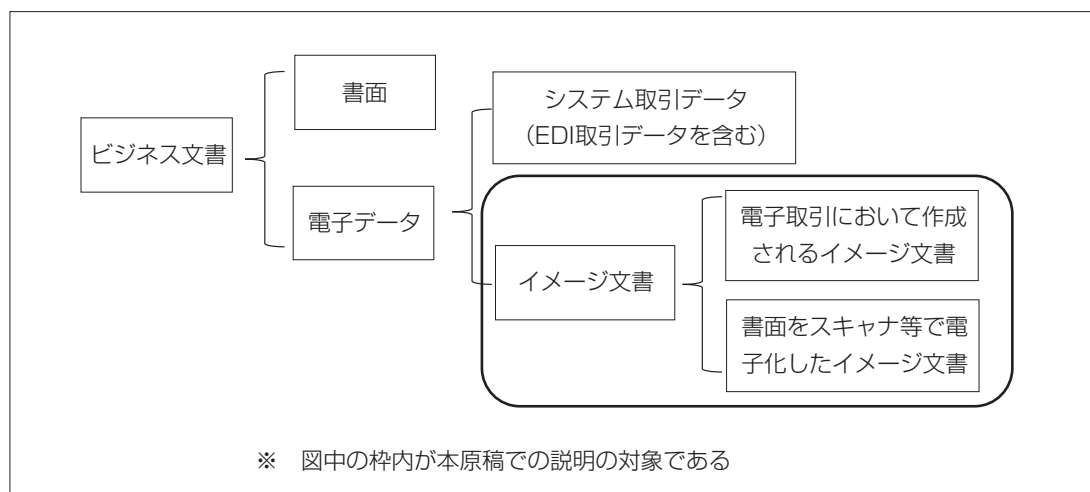 ビジネス文書
書面
電子データ
システム取引データ
（EDI取引データを含む）
イメージ文書
電子取引において作成
されるイメージ文書
書面をスキャナ等で電
子化したイメージ文書
※　図中の枠内が本原稿での説明の対象である